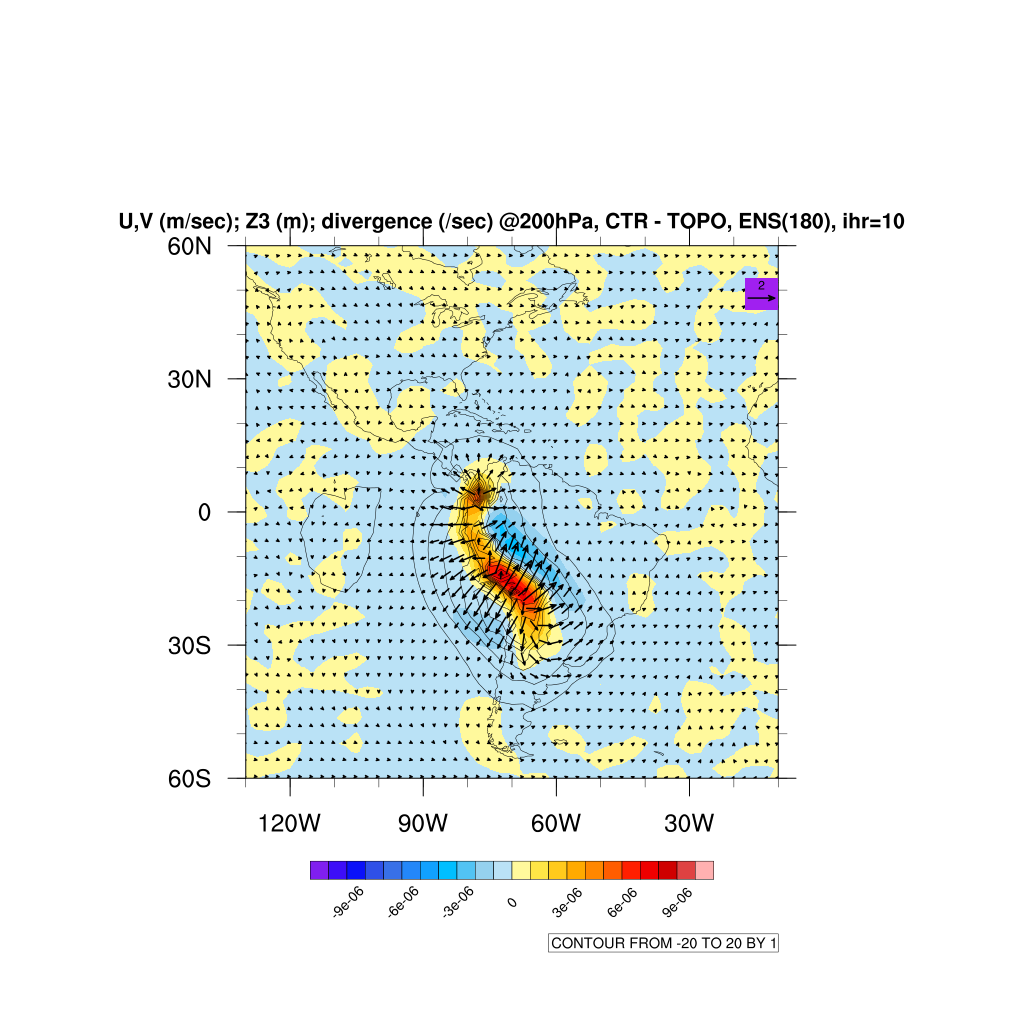 U,V (m/sec); Z3 (m); divergence (/sec) @200hPa, CTR - TOPO, ENS(180), ihr=10
60N
2
30N
0
30S
60S
120W 90W 60W 30W
-9e-06 -6e-06 -3e-06 0 3e-06 6e-06 9e-06
CONTOUR FROM -20 TO 20 BY 1